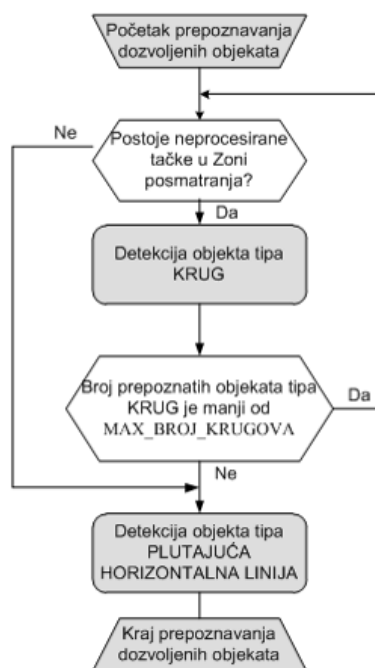 Početak prepoznavanja
dozvoljenih objekata
Ne
Postoje neprocesirane
tačke u Zoni
posmatranja?
Da
Detekcija objekta tipa
KRUG
Broj prepoznatih objekata tipa
KRUG je manji od
MAX_BROJ_KRUGOVA
Da
Ne
Detekcija objekta tipa
PLUTAJUĆA
HORIZONTALNA LINIJA
Kraj prepoznavanja
dozvoljenih objekata